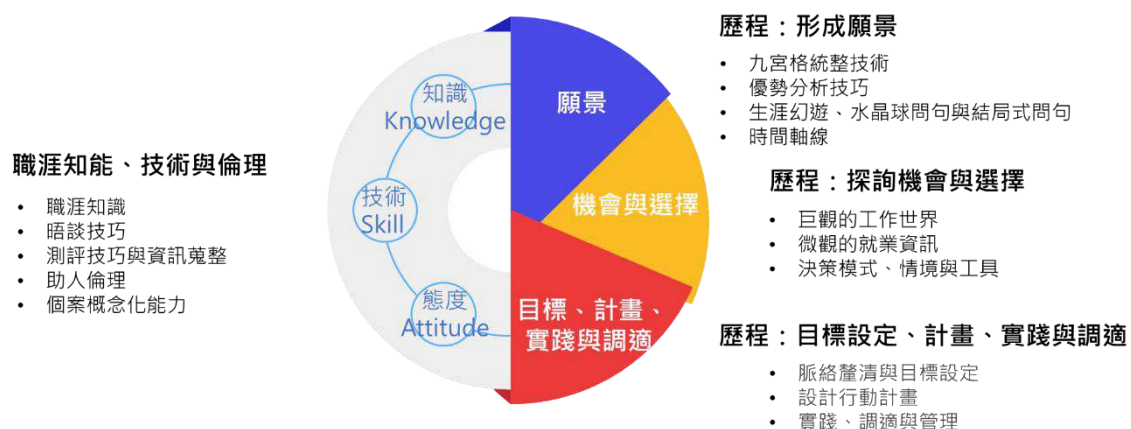 職涯知能、技術與倫理
• 職涯知識
• 晤談技巧
• 測評技巧與資訊蒐整
• 助人倫理
• 個案概念化能力
知識
Knowledge
技術
Skill
態度
Attitude
願景
機會與選擇
目標、計畫、
實踐與調適
歷程：形成願景
• 九宮格統整技術
• 優勢分析技巧
• 生涯幻遊、水晶球問句與結局式問句
• 時間軸線
歷程：探詢機會與選擇
• 巨觀的工作世界
• 微觀的就業資訊
• 決策模式、情境與工具
歷程：目標設定、計畫、實踐與調適
• 脈絡釐清與目標設定
• 設計行動計畫
• 實踐、調適與管理